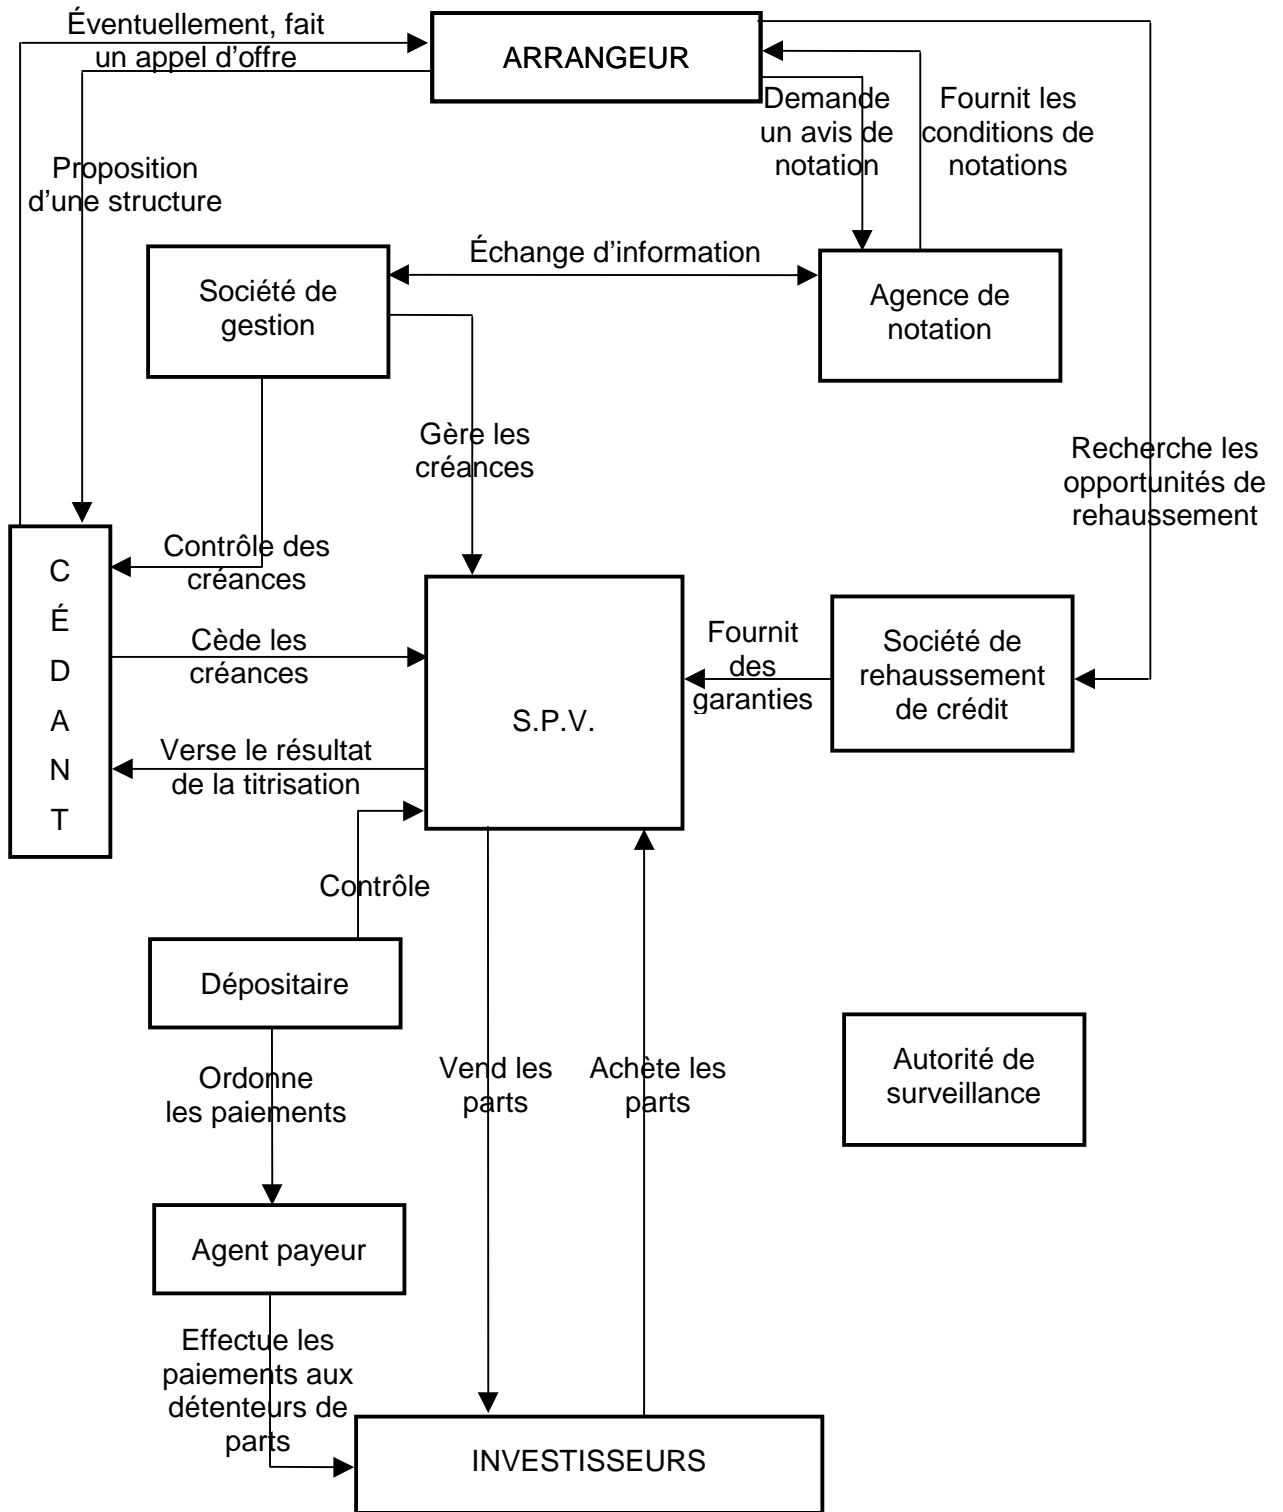 Éventuellement, fait
un appel d'offre
ARRANGEUR
Demande
un avis de
notation
Fournit les
conditions de
notations
Proposition
d'une structure
Échange d'information
Société de
gestion
Agence de
notation
Gère les
créances
Recherche les
opportunités de
rehaussement
C
É
D
A
N
T
Contrôle des
créances
Cède les
créances
Verse le résultat
de la titrisation
S.P.V.
Fournit
des
garanties
Société de
rehaussement
de crédit
Contrôle
Dépositaire
Ordonne
les paiements
Vend les
parts
Achète les
parts
Autorité de
surveillance
Agent payeur
Effectue les
paiements aux
détenteurs de
parts
INVESTISSEURS